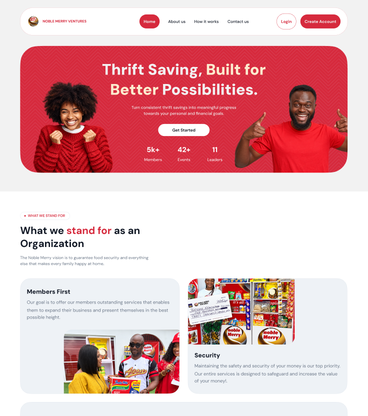 NOBLE MERRY VENTURES
Home
About us
How it works
Contact us
Login
Create Account
Thrift Saving, Built for
Better Possibilities.
Turn consistent thrift savings into meaningful progress
towards your personal and financial goals.
Get Started
5k+
42+
11
Members
Events
Leaders
WHAT WE STAND FOR
What we stand for as an
Organization
The Noble Merry vision is to guarantee food security and everything
else that makes every family happy at home.
Members First
Our goal is to offer our members outstanding services that enables
them to expand their business and present themselves in the best
possible height.
Noble
Merry
Noble
Merry
Security
Maintaining the safety and security of your money is our top priority.
Our entire services is designed to safeguard and increase the value
of your money!.